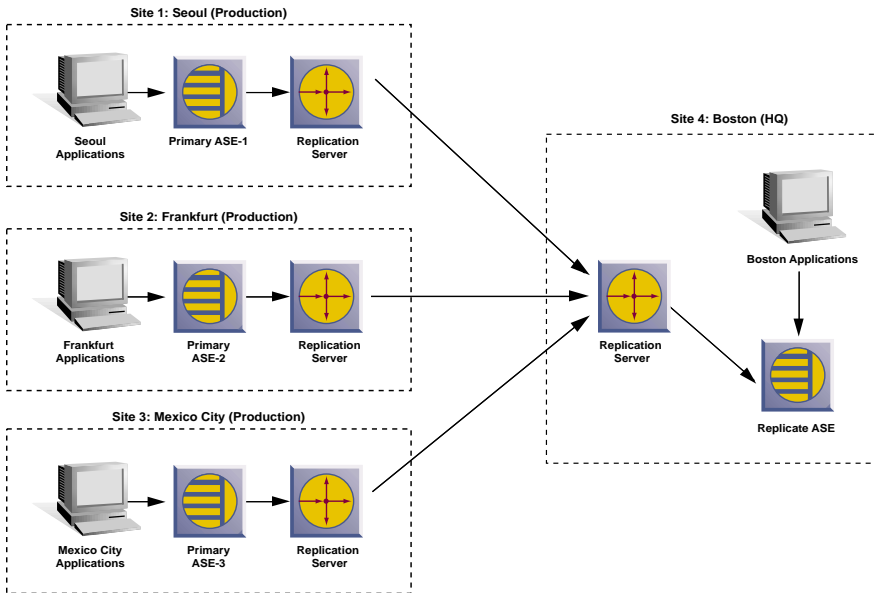 Site 1: Seoul (Production)
Seoul
Applications
Primary ASE-1
Replication
Server
Site 2: Frankfurt (Production)
Frankfurt
Applications
Primary
ASE-2
Replication
Server
Site 3: Mexico City (Production)
Mexico City
Applications
Primary
ASE-3
Replication
Server
Site 4: Boston (HQ)
Boston Applications
Replication
Server
Replicate ASE